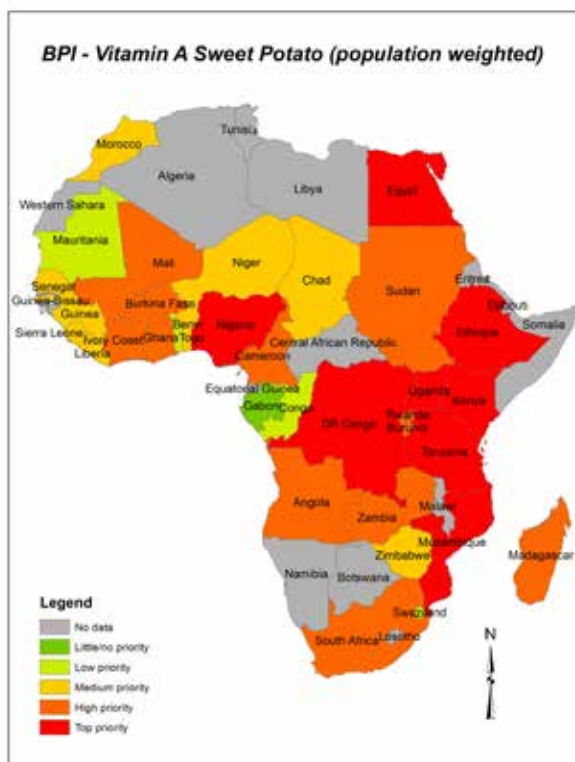 BPI - Vitamin A Sweet Potato (population weighted)
Tunisia
Morocco
Algeria
Libya
Egypt
Western Sahara
Mauritania
Mali
Niger
Chad
Sudan
Eritrea
Senegal
Guinea-Bissau
Guinea
Burkina Faso
Djibouti
Benin
Nigeria
Somalia
Sierra Leone
Ivory Coast
Ghana
Togo
Ethiopia
Central African Republic
Liberia
Cameroon
Equatorial Guinea
Uganda
Kenya
Gabon
Congo
DR Congo
Rwanda
Burundi
Tanzania
Angola
Malawi
Zambia
Mozambique
Zimbabwe
Madagascar
Namibia
Botswana
Swaziland
South Africa
Lesotho
Legend
No data
Little/no priority
Low priority
Medium priority
High priority
Top priority
N